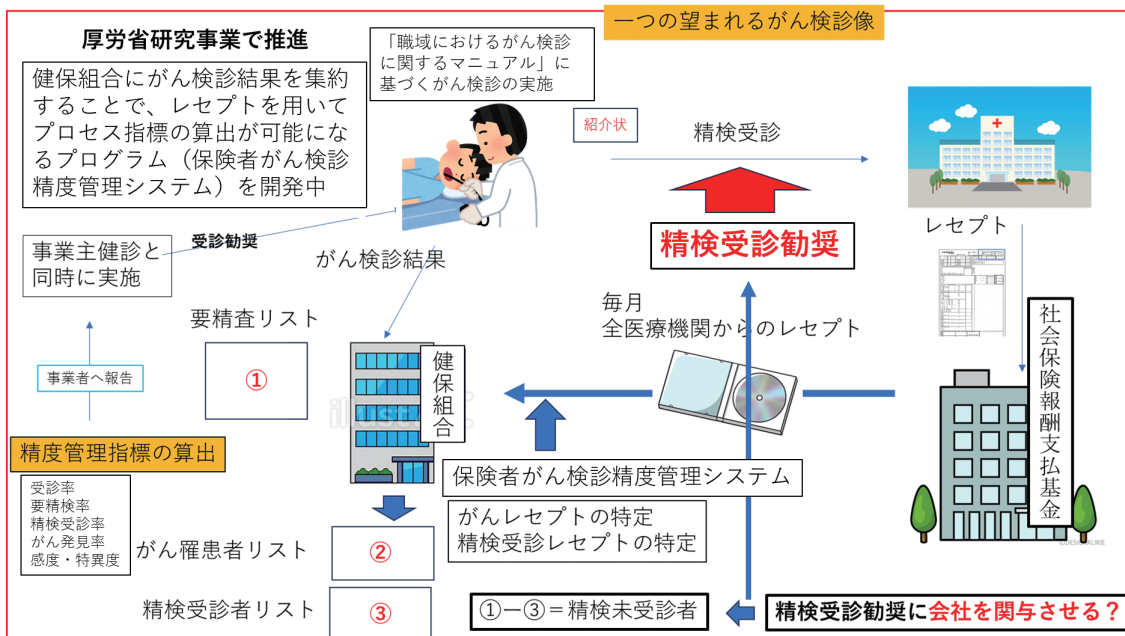 一つの望まれるがん検診像
厚労省研究事業で推進
健保組合にがん検診結果を集約
することで、レセプトを用いて
プロセス指標の算出が可能にな
るプログラム（保険者がん検診
精度管理システム）を開発中
「職域におけるがん検診
に関するマニュアル」に
基づくがん検診の実施
紹介状
精検受診
精検受診勧奨
レセプト
事業主健診と
同時に実施
受診勧奨
がん検診結果
毎月
全医療機関からのレセプト
要精査リスト
①
健保組合
社会保険報酬支払基金
事業者へ報告
精度管理指標の算出
受診率
要精検率
精検受診率
がん発見率
感度・特異度
保険者がん検診精度管理システム
がんレセプトの特定
精検受診レセプトの特定
がん罹患者リスト
②
精検受診者リスト
③
①ー③＝精検未受診者
精検受診勧奨に会社を関与させる？